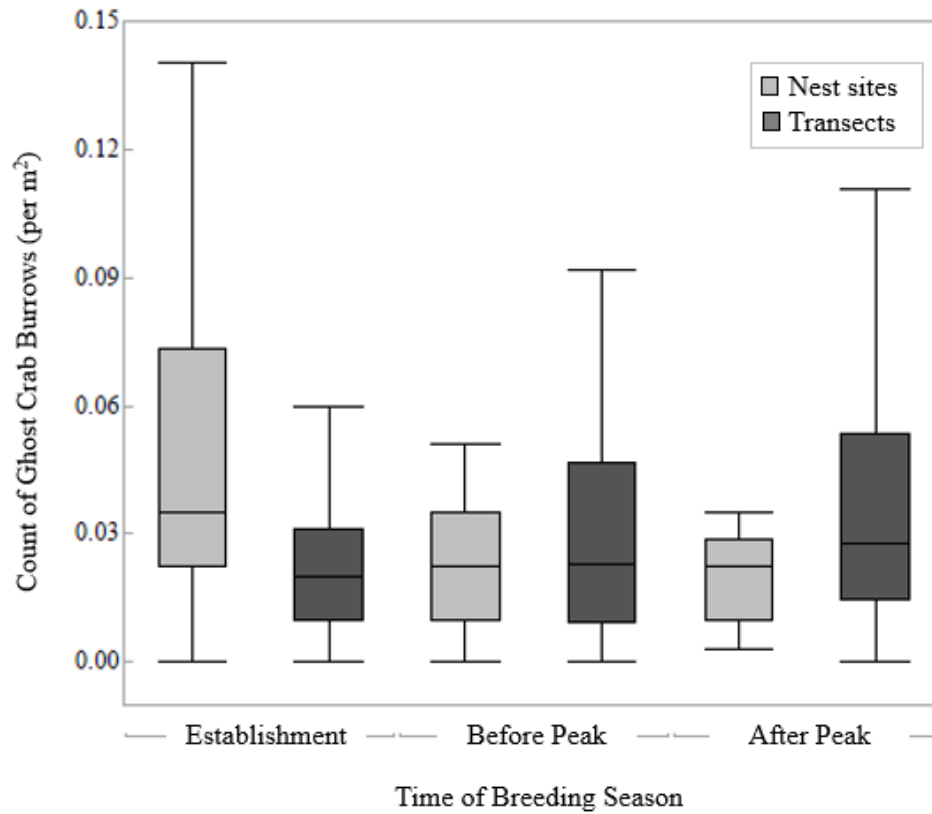 0.15
0.12
0.09
0.06
0.03
0.00
Count of Ghost Crab Burrows (per m²)
Nest sites
Transects
Establishment
Before Peak
After Peak
Time of Breeding Season